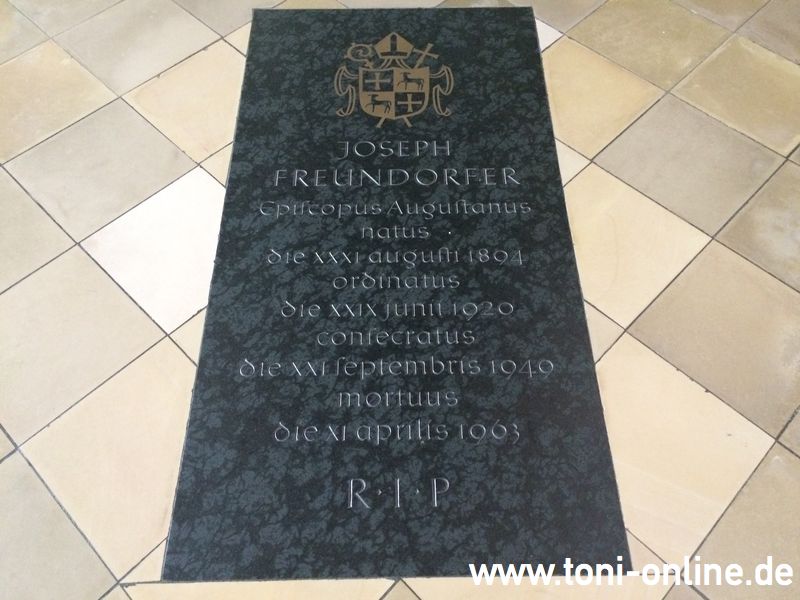 JOSEPH
FREUNDORFER
Epiſcopus Auguſtanus
natus
die XXXI auguſti 1894
ordinatus
die XXIX junii 1920
conſecratus
die XXI ſeptembris 1949
mortuus
die XI aprilis 1963
R·I·P
www.toni-online.de